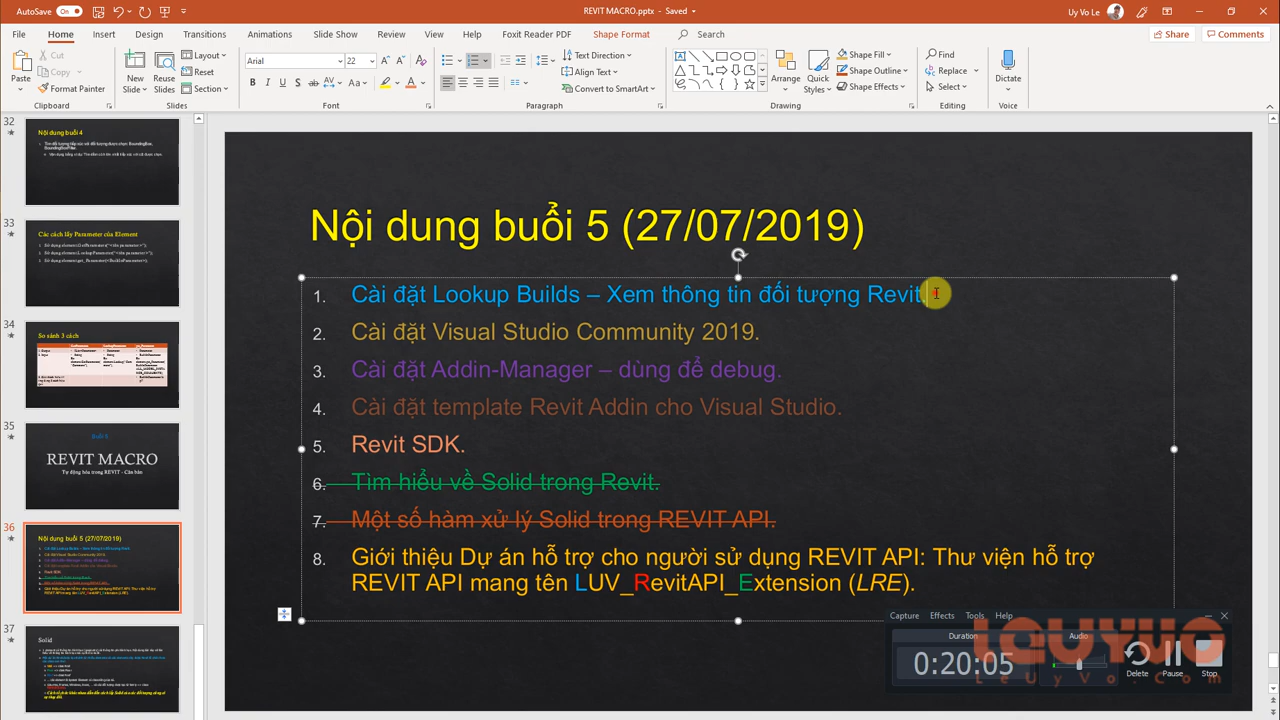 AutoSave On
REVIT MACRO.pptx - Saved
Uy Vo Le
File Home Insert Design Transitions Animations Slide Show Review View Help Foxit Reader PDF Shape Format Search
Share Comments
Paste
Cut
Copy
Format Painter
Clipboard
New Slide
Reuse Slides
Layout
Reset
Section
Slides
Arial 22
Font
Text Direction
Align Text
Convert to SmartArt
Paragraph
Arrange
Quick Styles
Shape Fill
Shape Outline
Shape Effects
Drawing
Find
Replace
Select
Editing
Dictate
Voice
32
Nội dung buổi 4
33
Các cách lấy Parameter của Element
34
So sánh 3 cách
35
Buổi 5
REVIT MACRO
Tự động hóa trong REVIT - Căn bản
36
Nội dung buổi 5 (27/07/2019)
37
Solid
Nội dung buổi 5 (27/07/2019)
1. Cài đặt Lookup Builds – Xem thông tin đối tượng Revit.
2. Cài đặt Visual Studio Community 2019.
3. Cài đặt Addin-Manager – dùng để debug.
4. Cài đặt template Revit Addin cho Visual Studio.
5. Revit SDK.
6. Tìm hiểu về Solid trong Revit.
7. Một số hàm xử lý Solid trong REVIT API.
8. Giới thiệu Dự án hỗ trợ cho người sử dụng REVIT API: Thư viện hỗ trợ
REVIT API mang tên LUV_RevitAPI_Extension (LRE).
Capture Effects Tools Help
Duration
0:20:05
Audio
Delete Pause Stop
LeUyVo.Com